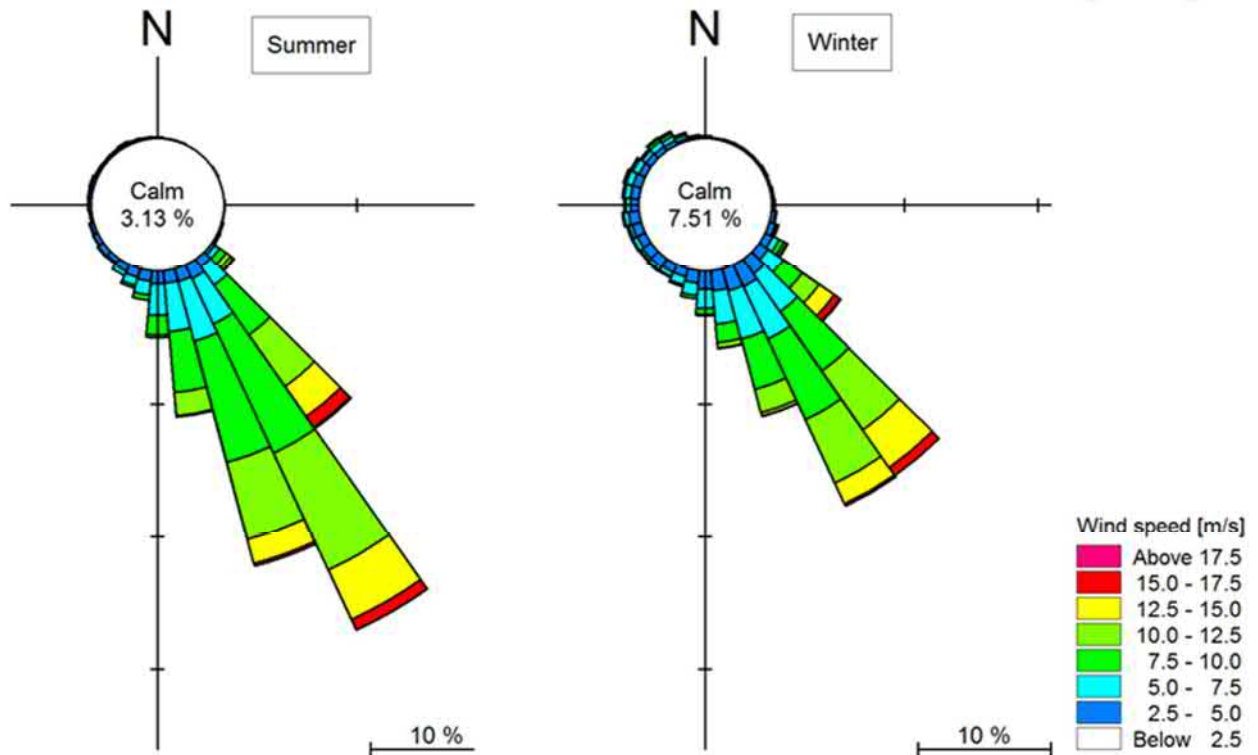 N
Summer
Calm
3.13 %
10 %
N
Winter
Calm
7.51 %
10 %
Wind speed [m/s]
Above 17.5
15.0 - 17.5
12.5 - 15.0
10.0 - 12.5
7.5 - 10.0
5.0 - 7.5
2.5 - 5.0
Below 2.5